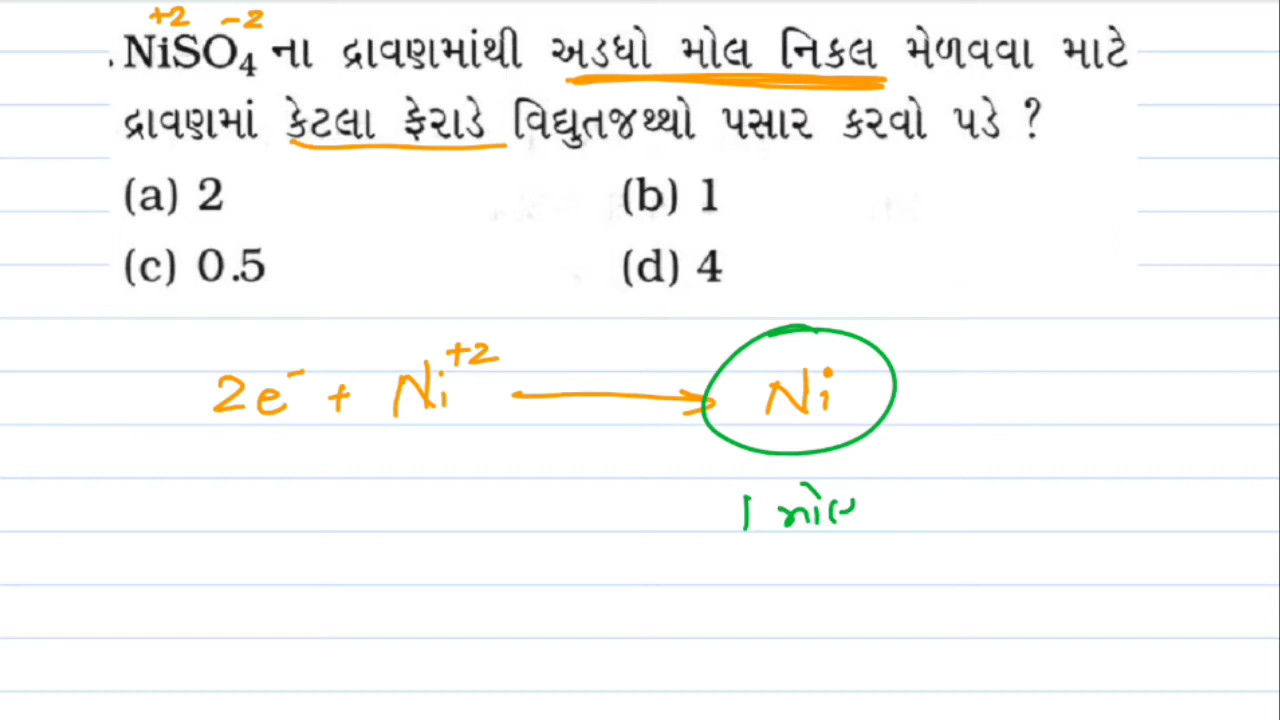 +2 -2
. NiSO4 ના દ્રાવણમાંથી અડધો મોલ નિકલ મેળવવા માટે
દ્રાવણમાં કેટલા ફેરાડે વિદ્યુતજથ્થો પસાર કરવો પડે ?
(a) 2 (b) 1
(c) 0.5 (d) 4
2e⁻ + Ni⁺² → Ni
1 મોલ